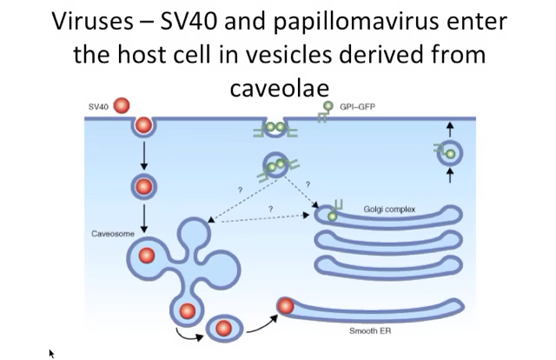 Viruses – SV40 and papillomavirus enter
the host cell in vesicles derived from
caveolae
SV40
GPI–GFP
?
?
?
Golgi complex
Caveosome
Smooth ER